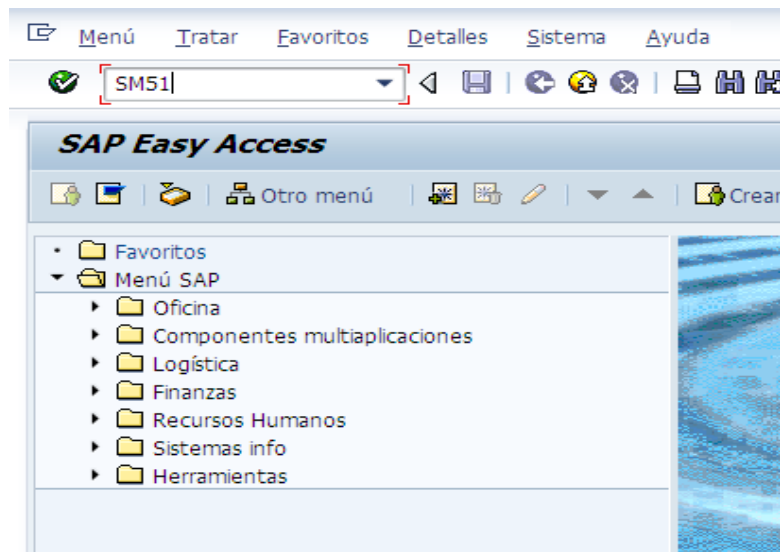 Menú Tratar Favoritos Detalles Sistema Ayuda
SM51
SAP Easy Access
Otro menú Crear
Favoritos
Menú SAP
Oficina
Componentes multiaplicaciones
Logística
Finanzas
Recursos Humanos
Sistemas info
Herramientas